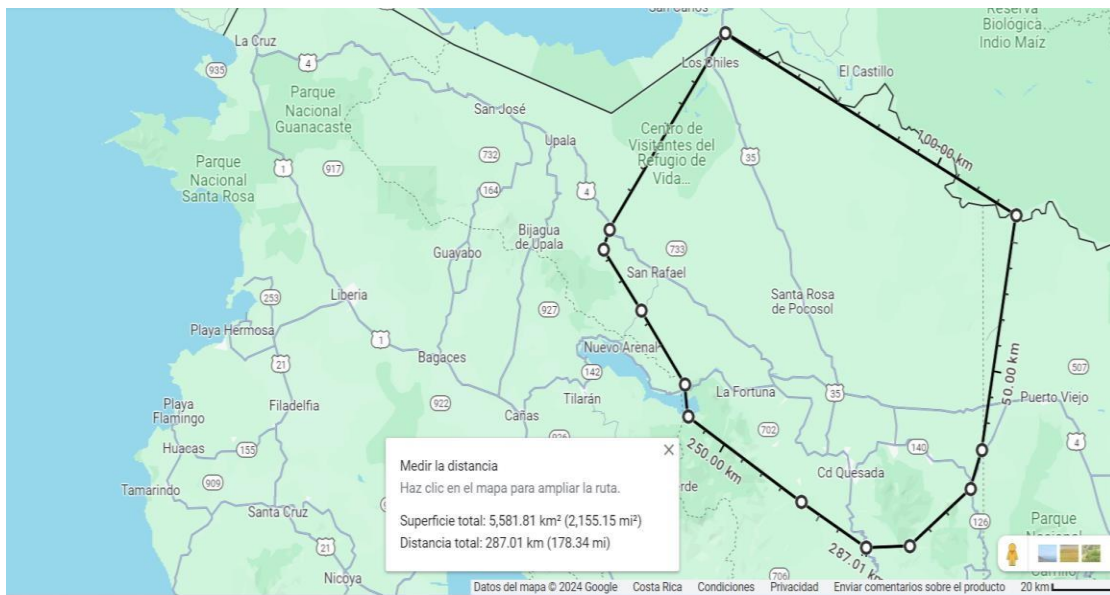 San Carlos
Reserva
Biológica
Indio Maíz
La Cruz
4
935
Los Chiles
El Castillo
Parque
Nacional
Guanacaste
San José
Centro de
Visitantes del
Refugio de
Vida...
100.00 km
Upala
732
35
Parque
Nacional
Santa Rosa
1
917
164
4
Bijagua
de Upala
733
Guayabo
San Rafael
253
Liberia
927
Santa Rosa
de Pocosol
Playa Hermosa
1
Nuevo Arenal
50.00 km
21
Bagaces
142
507
La Fortuna
35
Puerto Viejo
Playa
Flamingo
Filadelfia
922
Tilarán
Cañas
702
4
Huacas
155
926
250.00 km
140
909
Cd Quesada
Tamarindo
Santa Cruz
126
Parque
Nacional
21
287.01 km
706
Nicoya
Medir la distancia
Haz clic en el mapa para ampliar la ruta.
Superficie total: 5,581.81 km² (2,155.15 mi²)
Distancia total: 287.01 km (178.34 mi)
Datos del mapa © 2024 Google Costa Rica Condiciones Privacidad Enviar comentarios sobre el producto 20 km